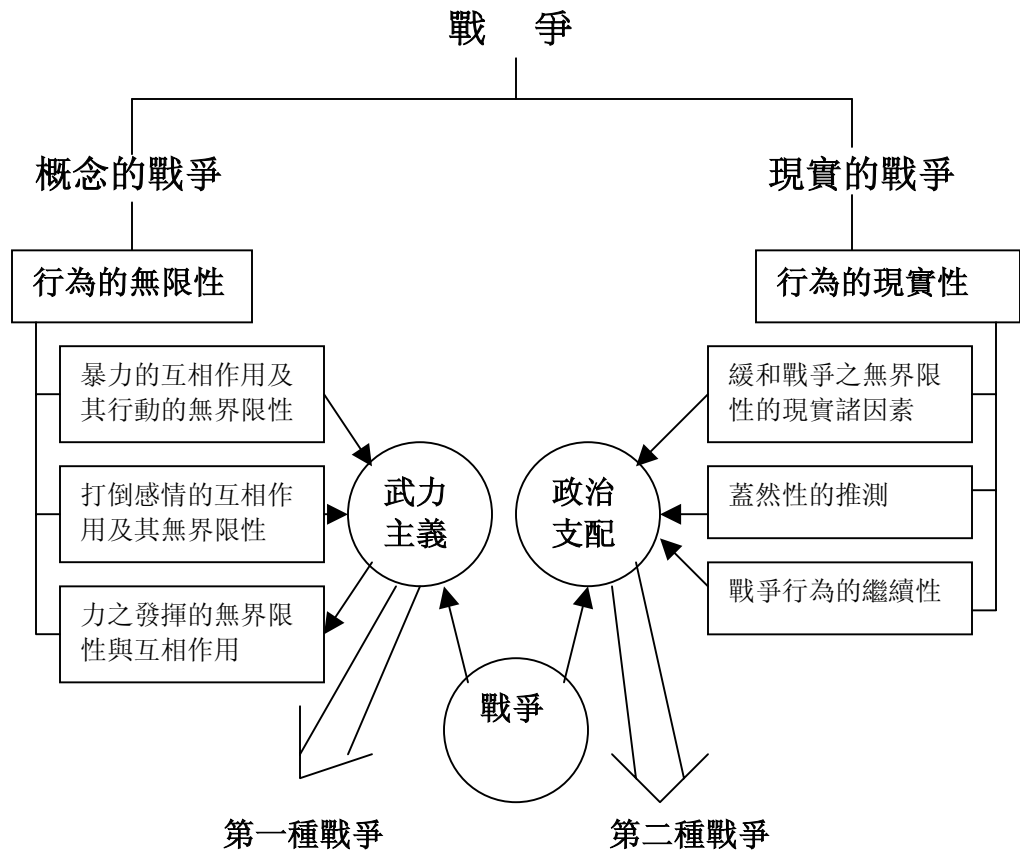 戰 爭
概念的戰爭
現實的戰爭
行為的無限性
行為的現實性
暴力的互相作用及
其行動的無界限性
緩和戰爭之無界限
性的現實諸因素
打倒感情的互相作
用及其無界限性
武力
主義
政治
支配
蓋然性的推測
力之發揮的無界限
性與互相作用
戰爭行為的繼續性
戰爭
第一種戰爭
第二種戰爭